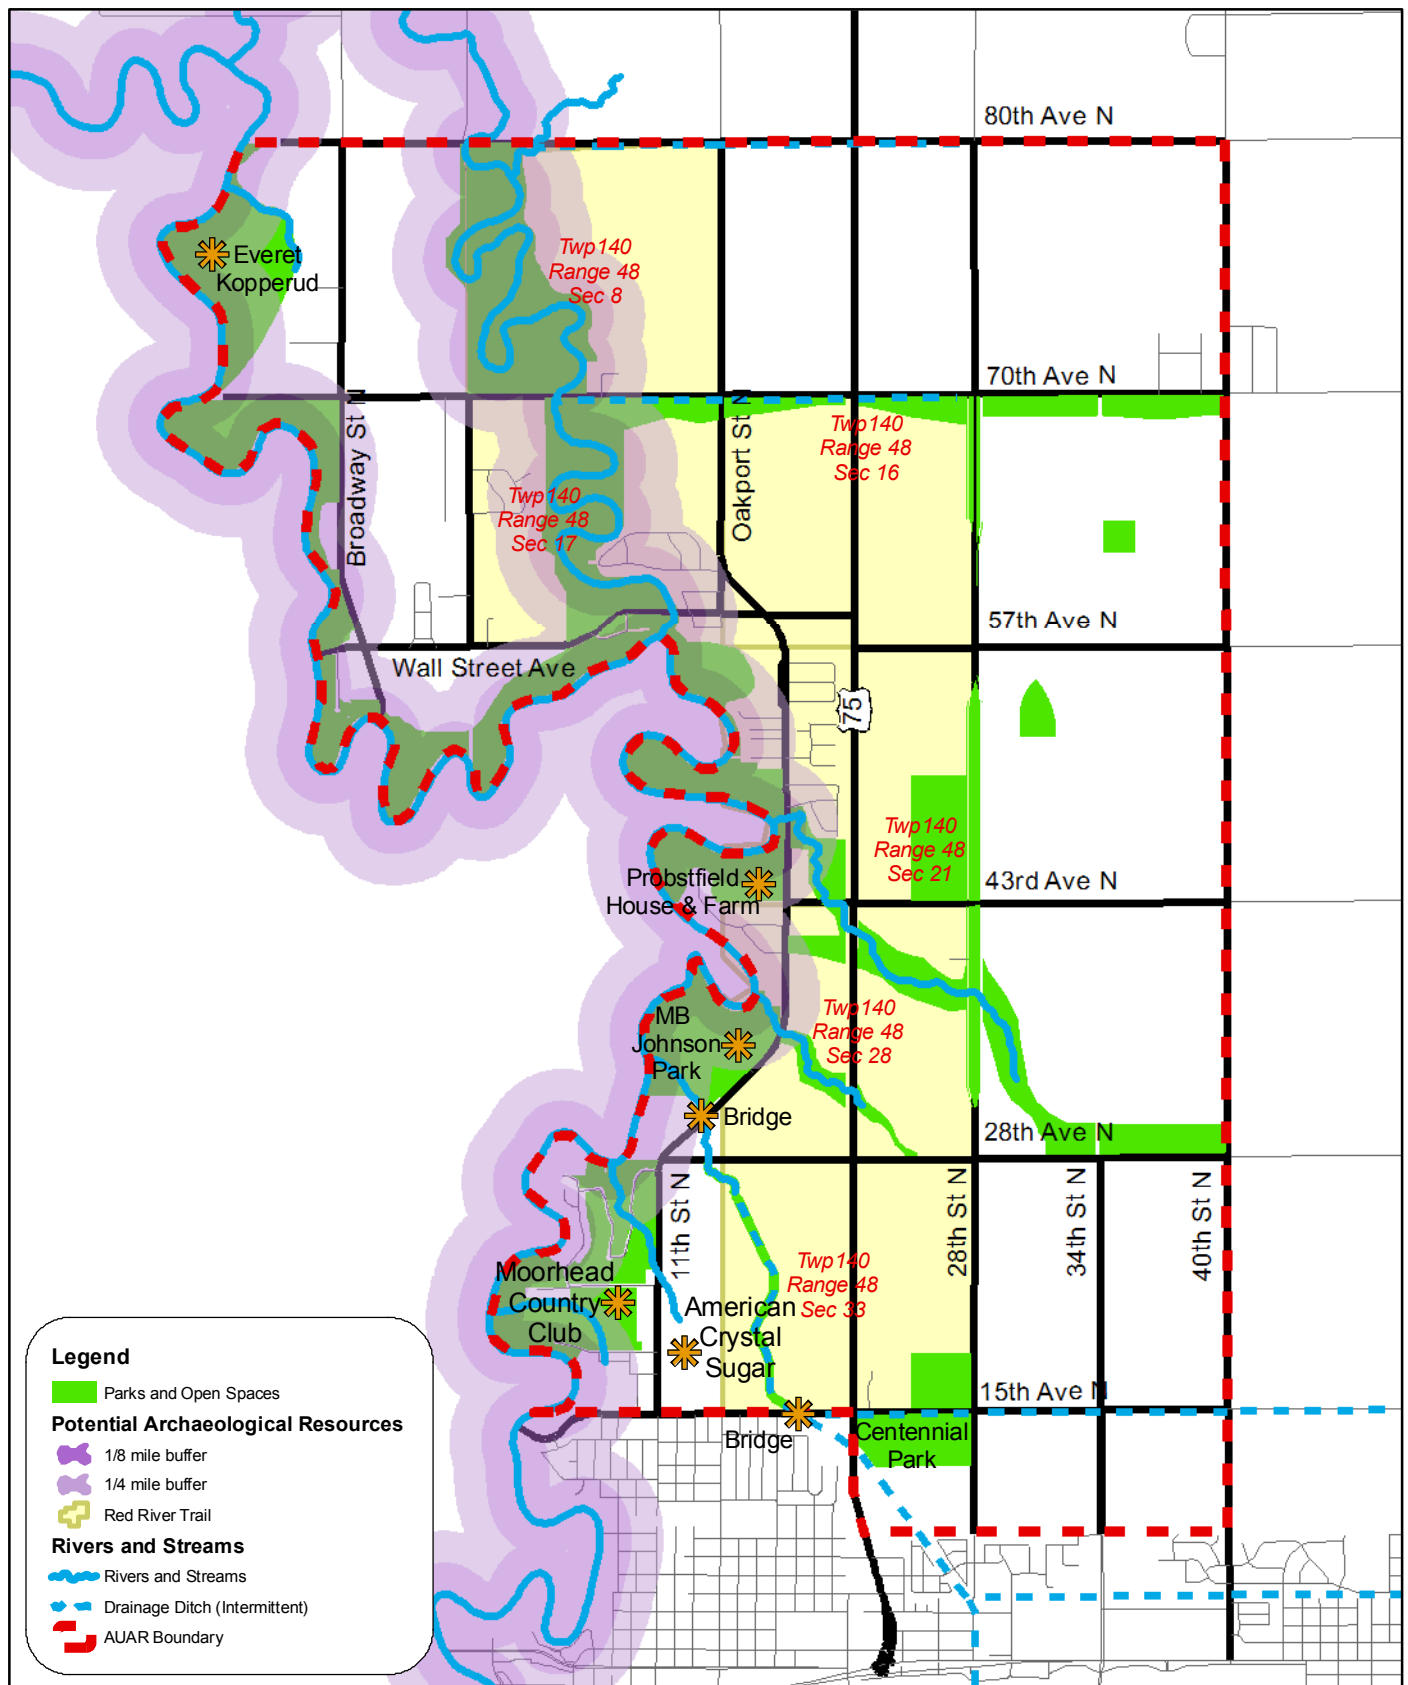 80th Ave N
Everet
Kopperud
Twp140
Range 48
Sec 8
70th Ave N
Broadway St N
Oakport St N
Twp140
Range 48
Sec 16
Twp140
Range 48
Sec 17
57th Ave N
Wall Street Ave
75
Twp140
Range 48
Sec 21
Probstfield
House & Farm
43rd Ave N
MB
Johnson
Park
Twp140
Range 48
Sec 28
Bridge
28th Ave N
11th St N
28th St N
34th St N
40th St N
Moorhead
Country
Club
Twp140
Range 48
Sec 33
American
Crystal
Sugar
15th Ave N
Bridge
Centennial
Park
Legend
Parks and Open Spaces
Potential Archaeological Resources
1/8 mile buffer
1/4 mile buffer
Red River Trail
Rivers and Streams
Rivers and Streams
Drainage Ditch (Intermittent)
AUAR Boundary